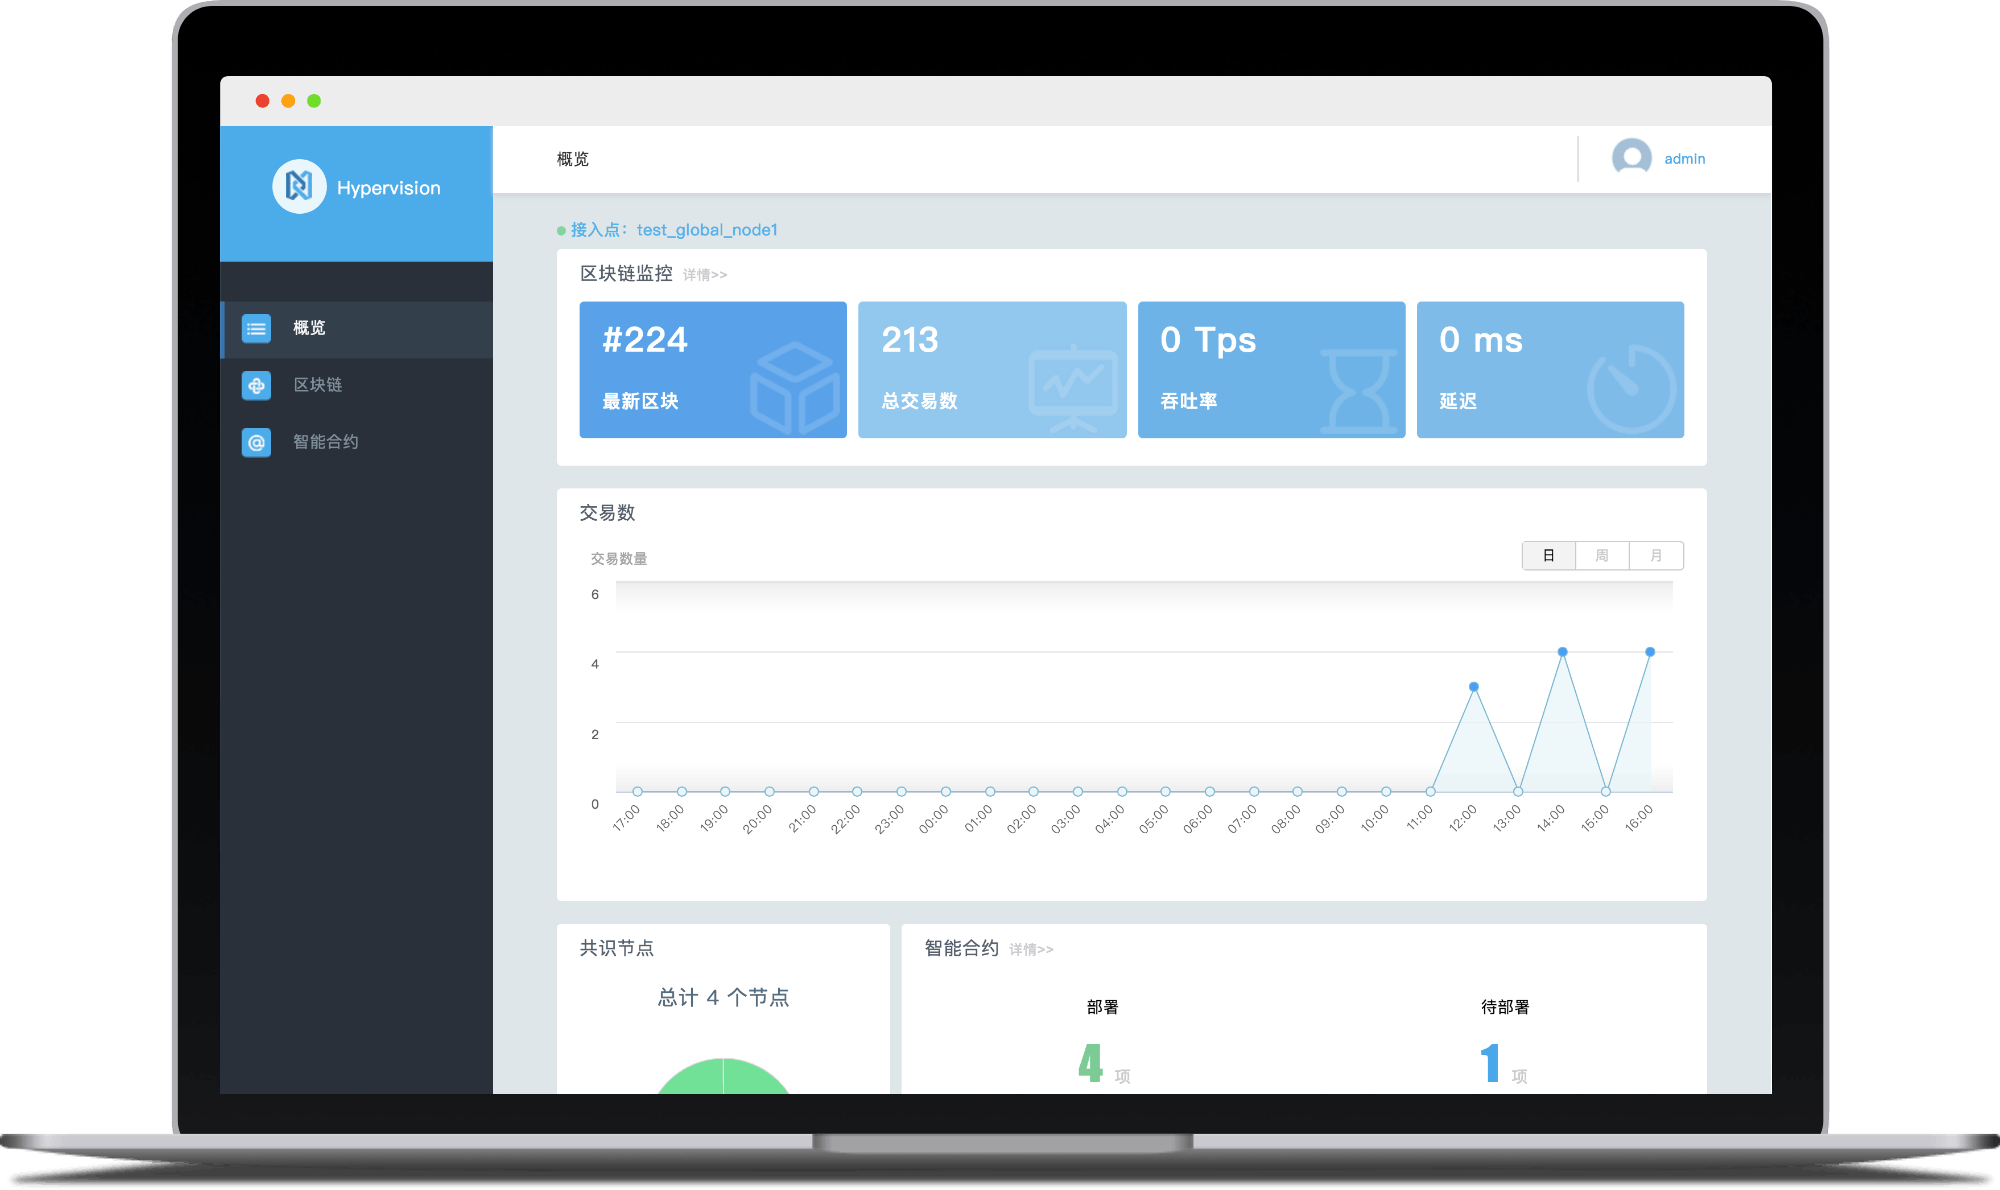 概览
admin
Hypervision
接入点：test_global_node1
区块链监控 详情>>
概览
区块链
智能合约
#224
最新区块
213
总交易数
0 Tps
吞吐率
0 ms
延迟
交易数
交易数量
日 周 月
6
4
2
0
17:00 18:00 19:00 20:00 21:00 22:00 23:00 00:00 01:00 02:00 03:00 04:00 05:00 06:00 07:00 08:00 09:00 10:00 11:00 12:00 13:00 14:00 15:00 16:00
共识节点
总计 4 个节点
智能合约 详情>>
部署
4 项
待部署
1 项